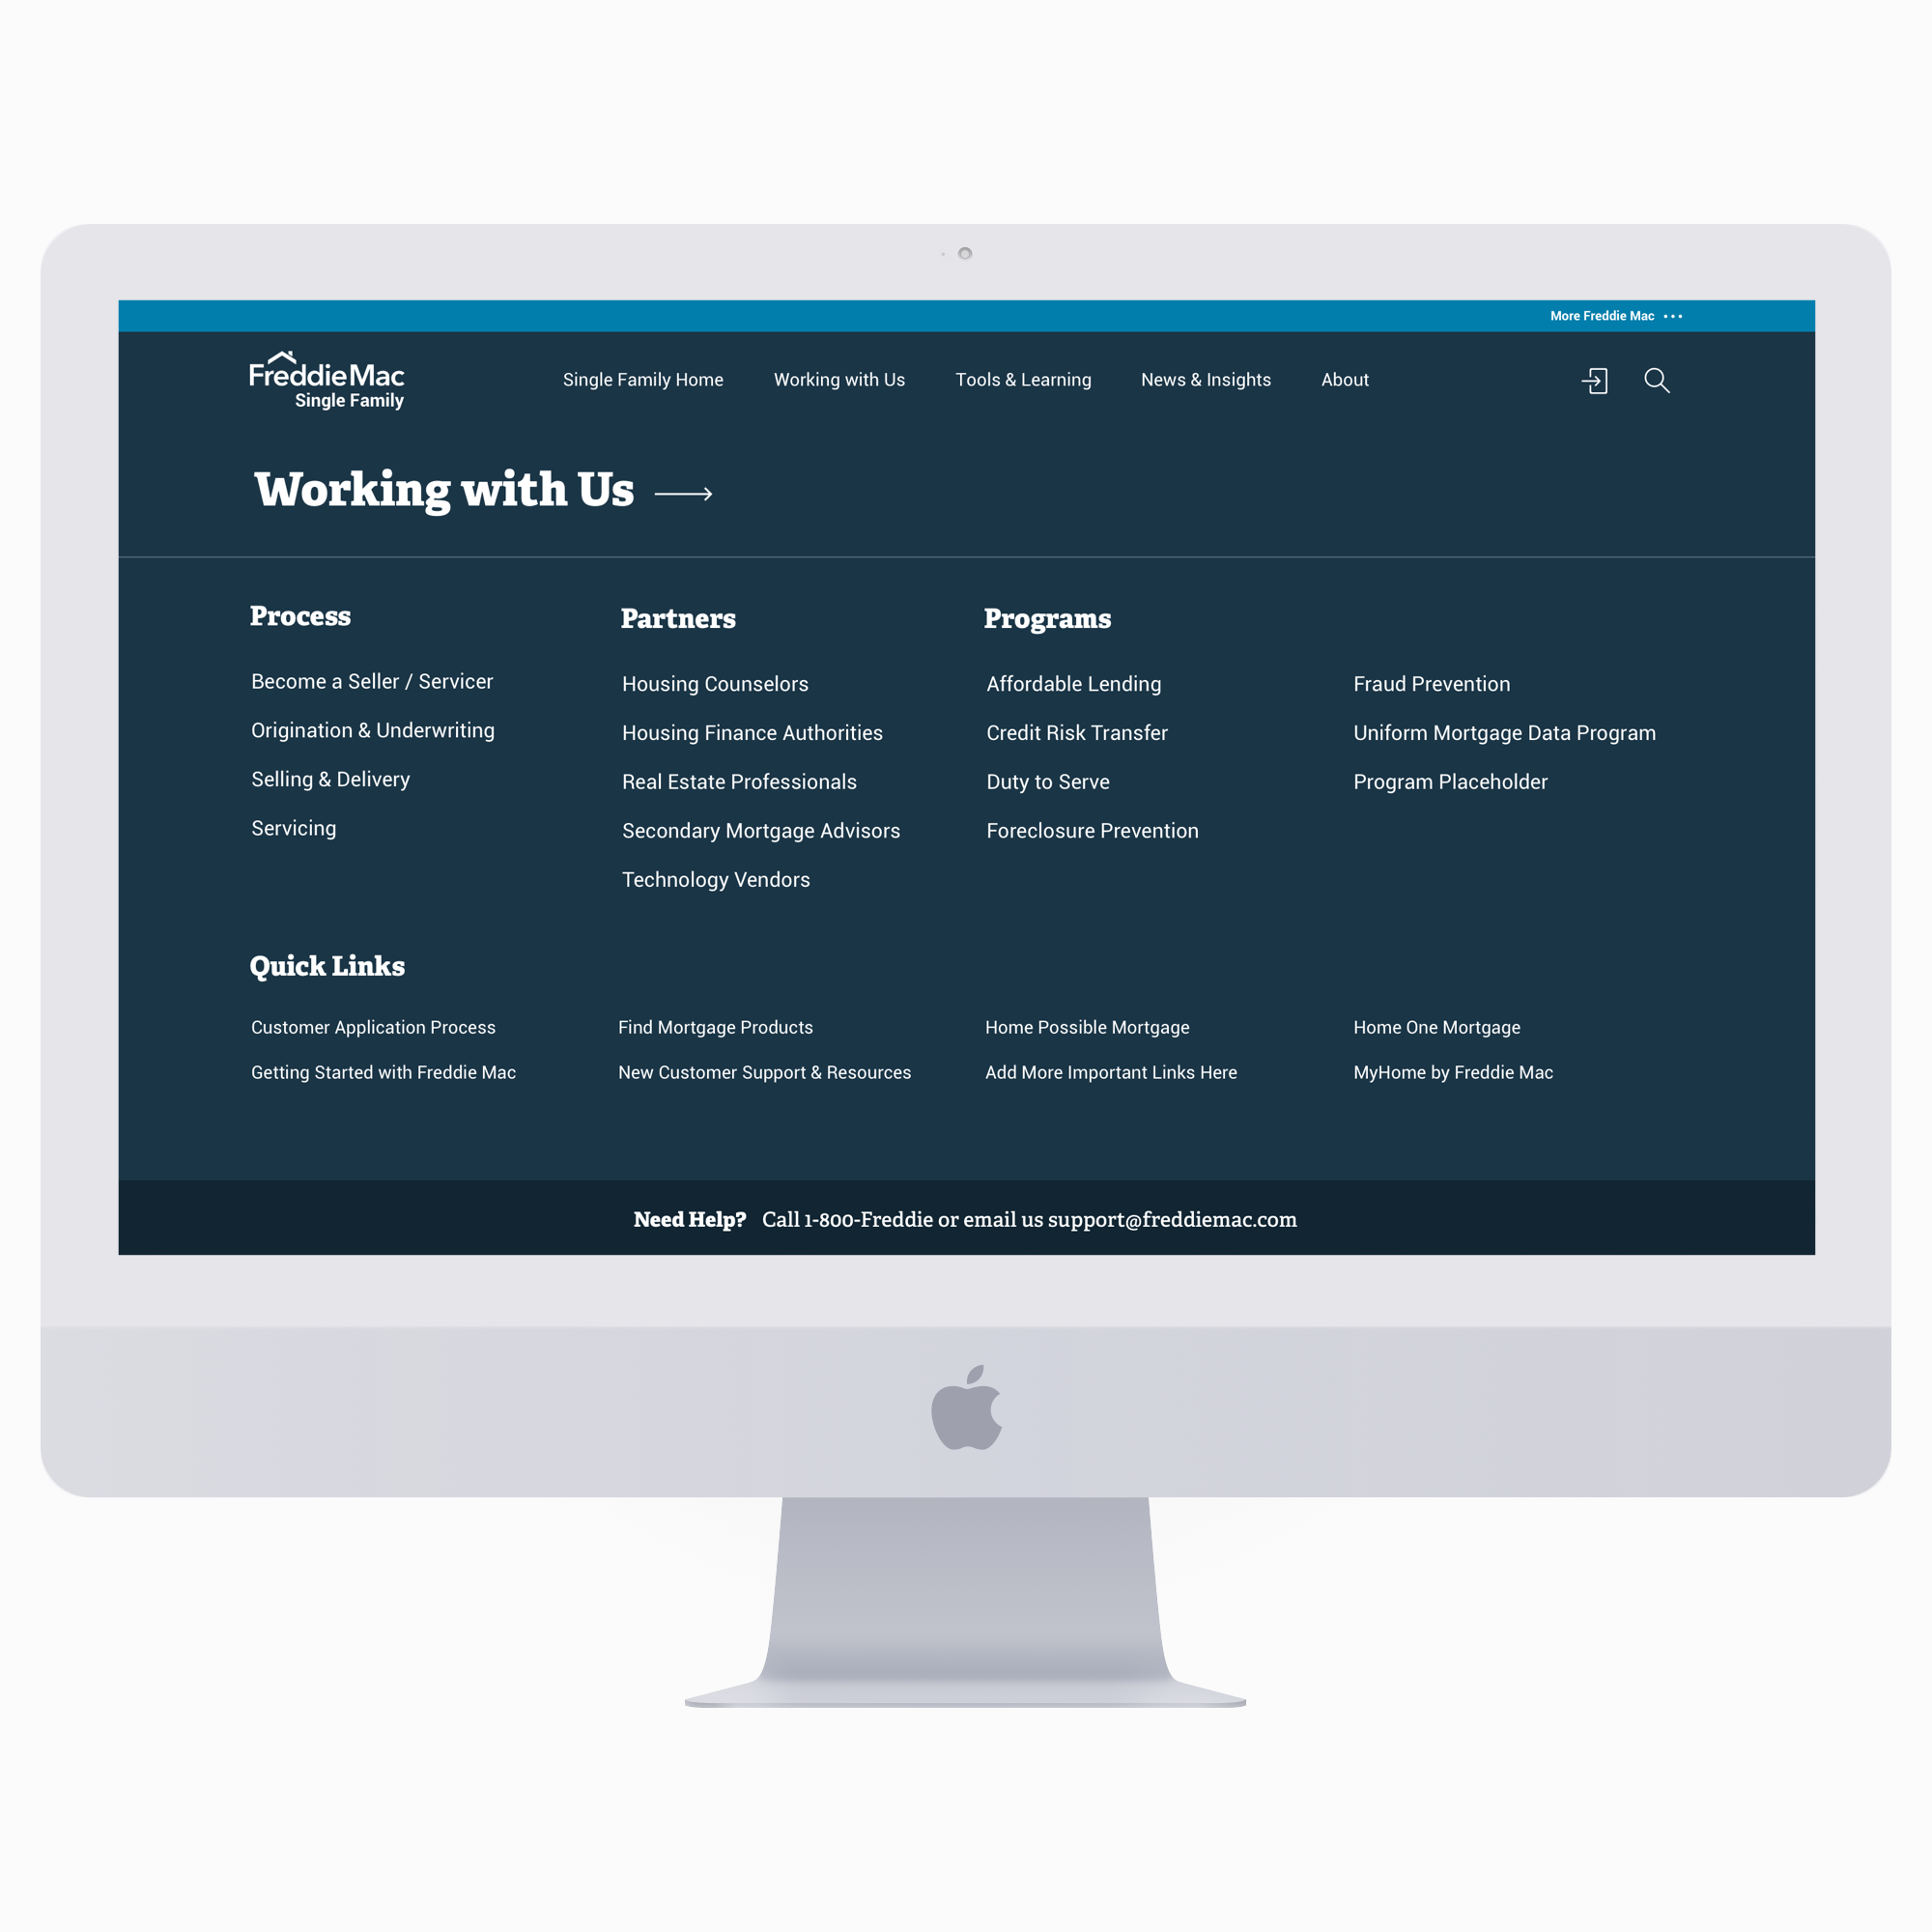 More Freddie Mac
FreddieMac
Single Family
Single Family Home
Working with Us
Tools & Learning
News & Insights
About
Working with Us
Process
Become a Seller / Servicer
Origination & Underwriting
Selling & Delivery
Servicing
Partners
Housing Counselors
Housing Finance Authorities
Real Estate Professionals
Secondary Mortgage Advisors
Technology Vendors
Programs
Affordable Lending
Credit Risk Transfer
Duty to Serve
Foreclosure Prevention
Fraud Prevention
Uniform Mortgage Data Program
Program Placeholder
Quick Links
Customer Application Process
Find Mortgage Products
Home Possible Mortgage
Home One Mortgage
Getting Started with Freddie Mac
New Customer Support & Resources
Add More Important Links Here
MyHome by Freddie Mac
Need Help? Call 1-800-Freddie or email us support@freddiemac.com